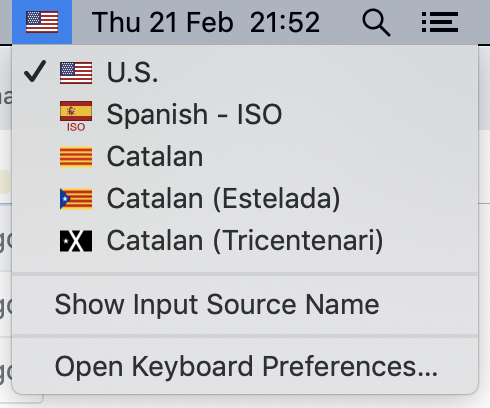 Thu 21 Feb 21:52
U.S.
Spanish - ISO
ISO
Catalan
Catalan (Estelada)
Catalan (Tricentenari)
Show Input Source Name
Open Keyboard Preferences...